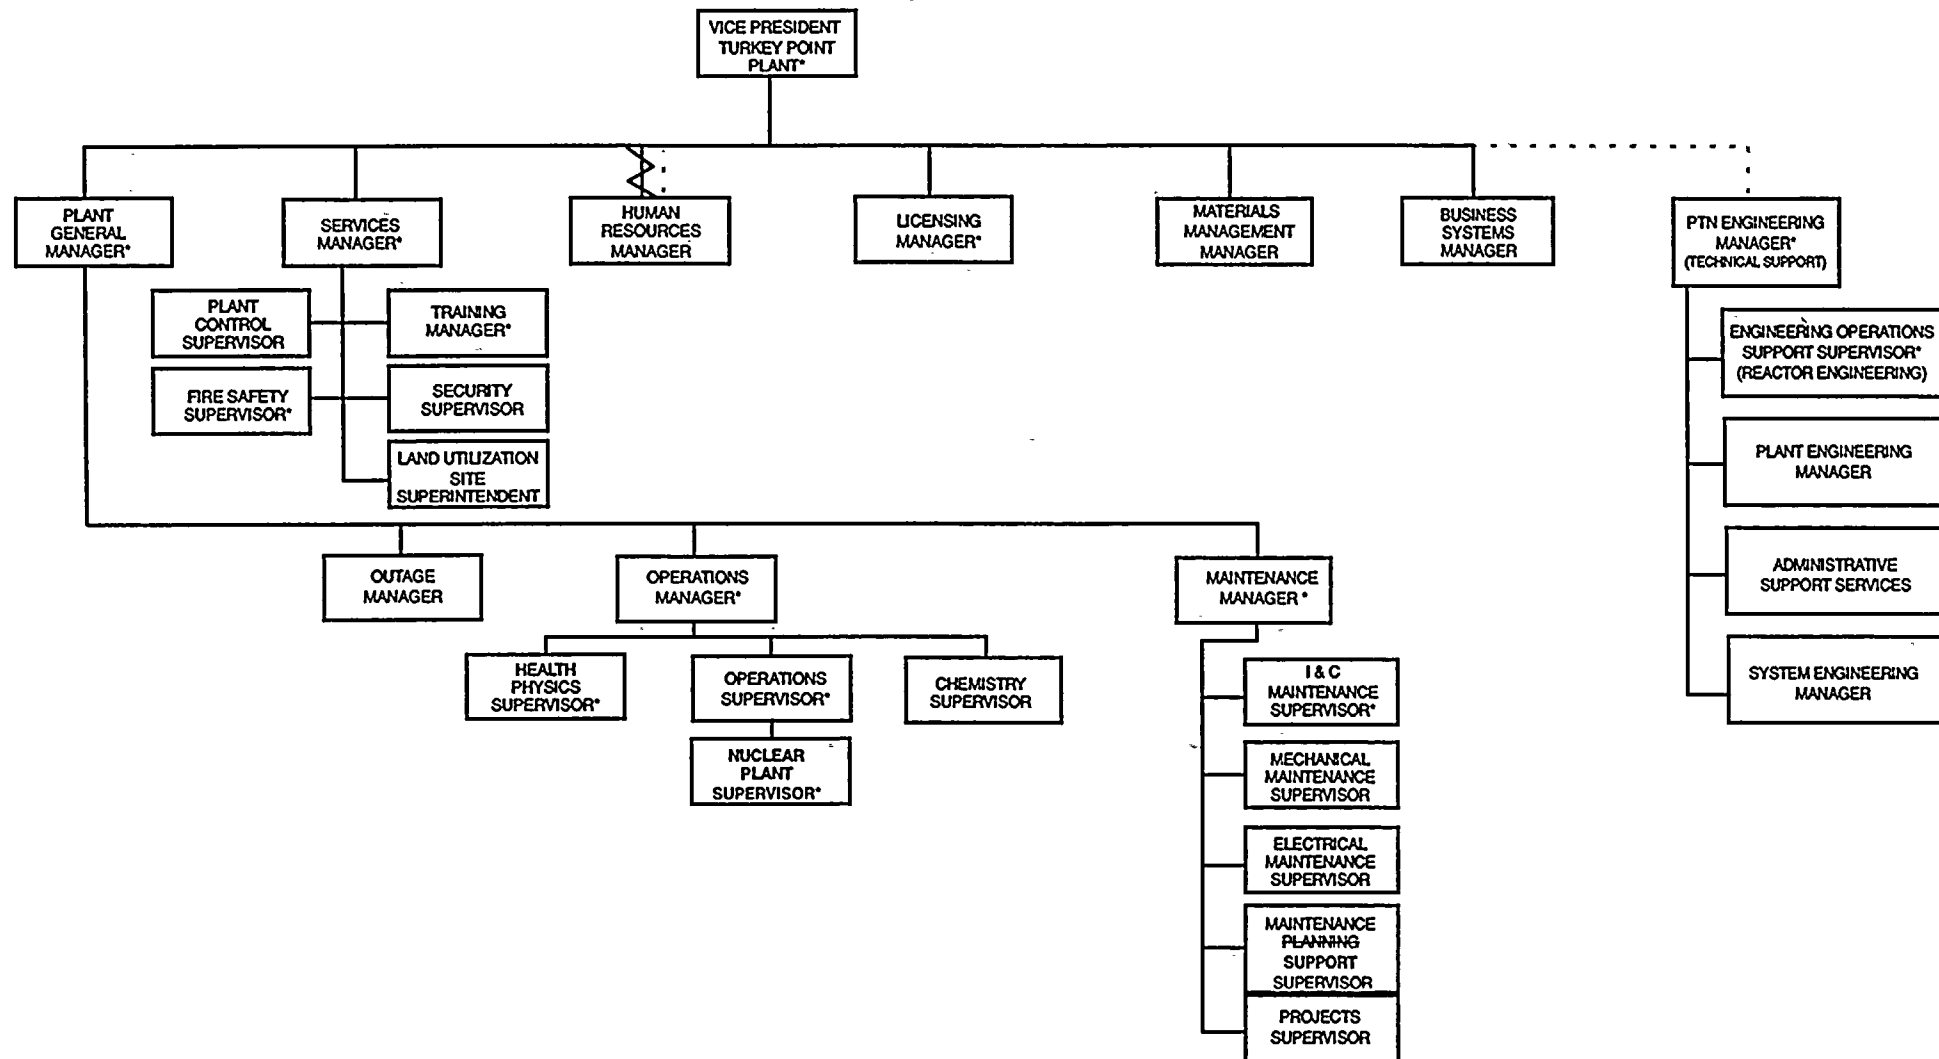 VICE PRESIDENT
TURKEY POINT
PLANT*
PLANT
GENERAL
MANAGER*
SERVICES
MANAGER*
HUMAN
RESOURCES
MANAGER
LICENSING
MANAGER*
MATERIALS
MANAGEMENT
MANAGER
BUSINESS
SYSTEMS
MANAGER
PTN ENGINEERING
MANAGER*
(TECHNICAL SUPPORT)
PLANT
CONTROL
SUPERVISOR
TRAINING
MANAGER*
FIRE SAFETY
SUPERVISOR*
SECURITY
SUPERVISOR
LAND UTILIZATION
SITE
SUPERINTENDENT
ENGINEERING OPERATIONS
SUPPORT SUPERVISOR*
(REACTOR ENGINEERING)
PLANT ENGINEERING
MANAGER
ADMINISTRATIVE
SUPPORT SERVICES
SYSTEM ENGINEERING
MANAGER
OUTAGE
MANAGER
OPERATIONS
MANAGER*
MAINTENANCE
MANAGER *
HEALTH
PHYSICS
SUPERVISOR*
OPERATIONS
SUPERVISOR*
CHEMISTRY
SUPERVISOR
NUCLEAR
PLANT
SUPERVISOR*
I & C
MAINTENANCE
SUPERVISOR*
MECHANICAL
MAINTENANCE
SUPERVISOR
ELECTRICAL
MAINTENANCE
SUPERVISOR
MAINTENANCE
PLANNING
SUPPORT
SUPERVISOR
PROJECTS
SUPERVISOR